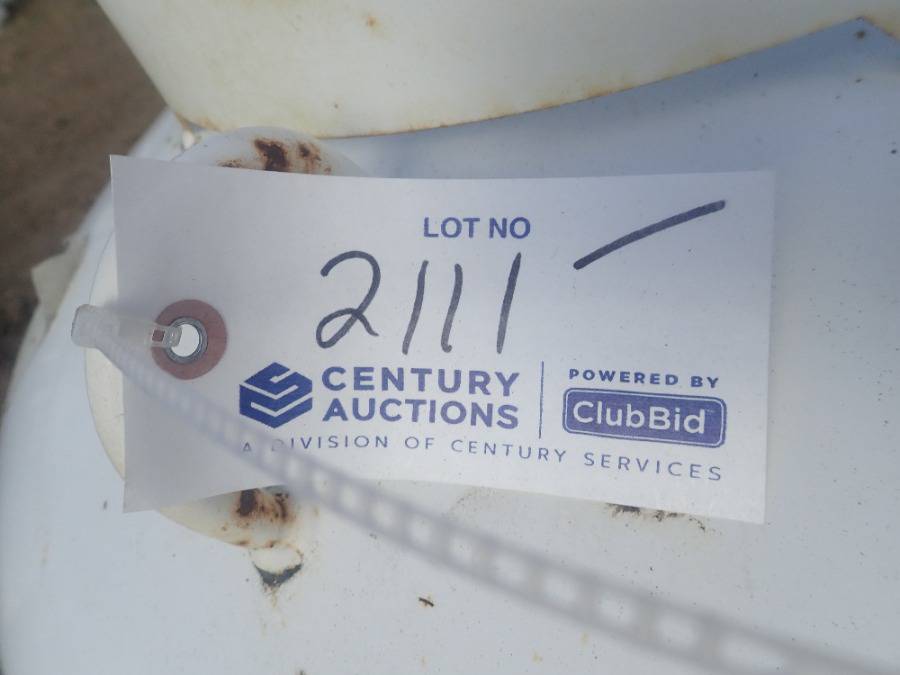 LOT NO
2111 —
CENTURY
AUCTIONS
A DIVISION OF CENTURY SERVICES
POWERED BY
ClubBid